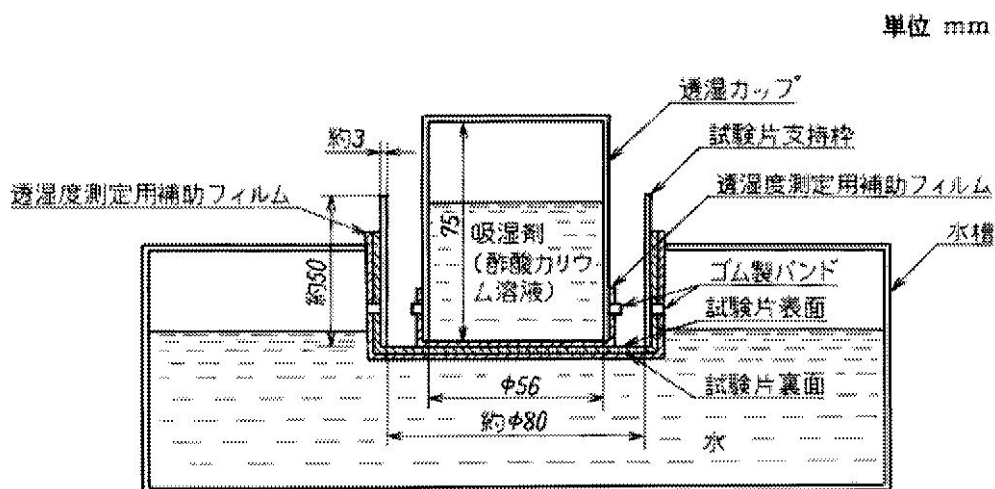 単位 mm
透湿カップ
約3
試験片支持枠
透湿度測定用補助フィルム
透湿度測定用補助フィルム
水槽
約50
75
吸湿剤
(酢酸カリウ
ム溶液)
ゴム製バンド
試験片表面
試験片裏面
φ56
約φ80
水